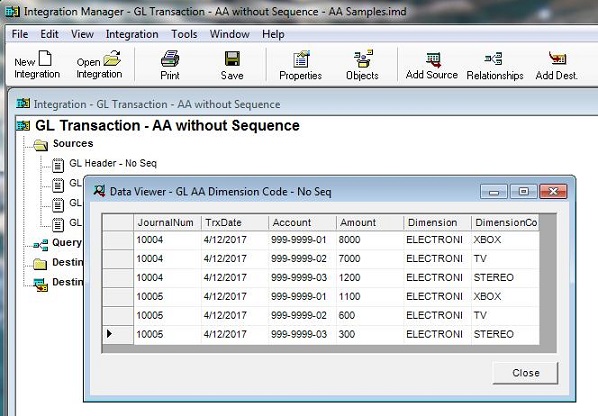 Integration Manager - GL Transaction - AA without Sequence - AA Samples.imd
File Edit View Integration Tools Window Help
New Integration Open Integration Print Save Properties Objects Add Source Relationships Add Dest.
Integration - GL Transaction - AA without Sequence
GL Transaction - AA without Sequence
Sources
GL Header - No Seq
GL
GL
GL
Query
Destin
Destin
Data Viewer - GL AA Dimension Code - No Seq
JournalNum TrxDate Account Amount Dimension DimensionCo
10004 4/12/2017 999-9999-01 8000 ELECTRONI XBOX
10004 4/12/2017 999-9999-02 7000 ELECTRONI TV
10004 4/12/2017 999-9999-03 1200 ELECTRONI STEREO
10005 4/12/2017 999-9999-01 1100 ELECTRONI XBOX
10005 4/12/2017 999-9999-02 600 ELECTRONI TV
10005 4/12/2017 999-9999-03 300 ELECTRONI STEREO
Close